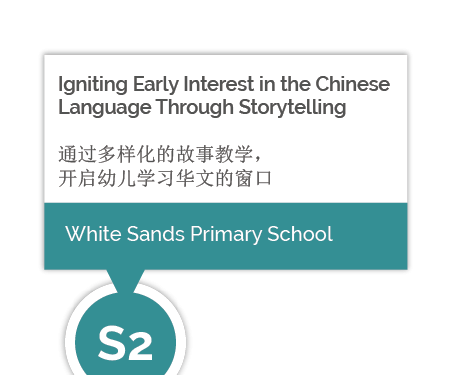 Igniting Early Interest in the Chinese
Language Through Storytelling
通过多样化的故事教学，
开启幼儿学习华文的窗口
White Sands Primary School
S2